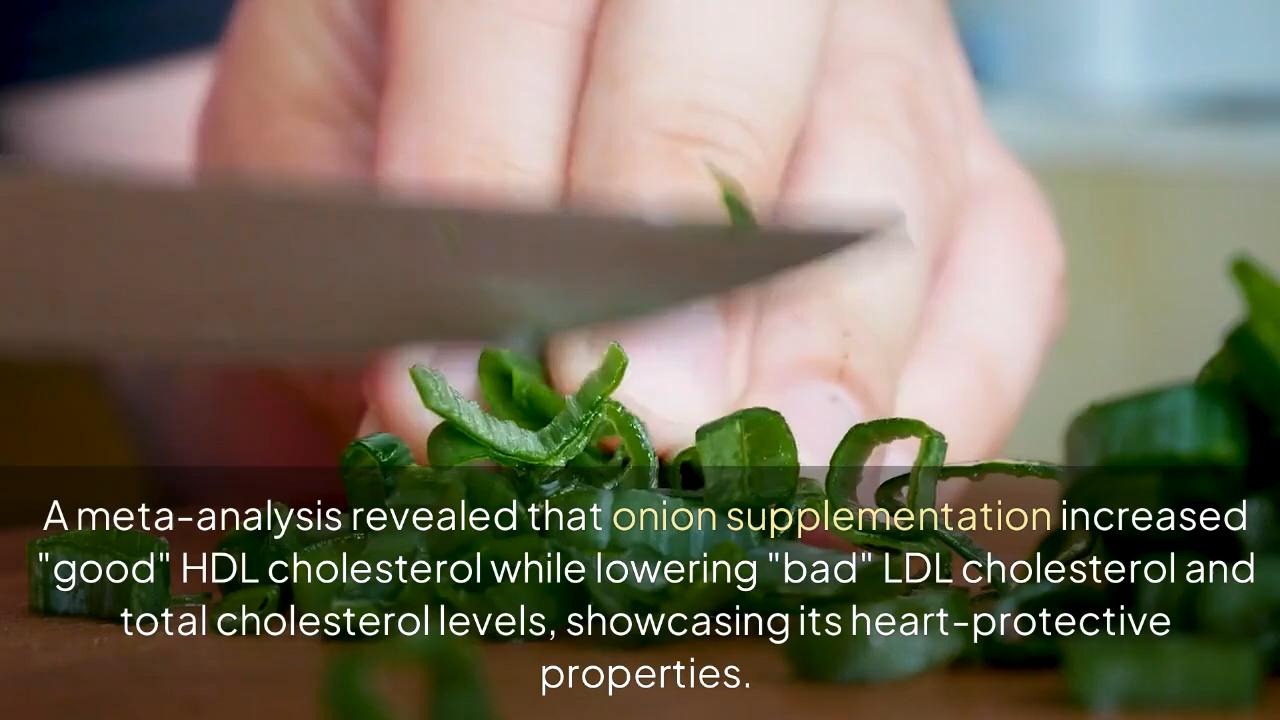 A meta-analysis revealed that onion supplementation increased
"good" HDL cholesterol while lowering "bad" LDL cholesterol and
total cholesterol levels, showcasing its heart-protective
properties.